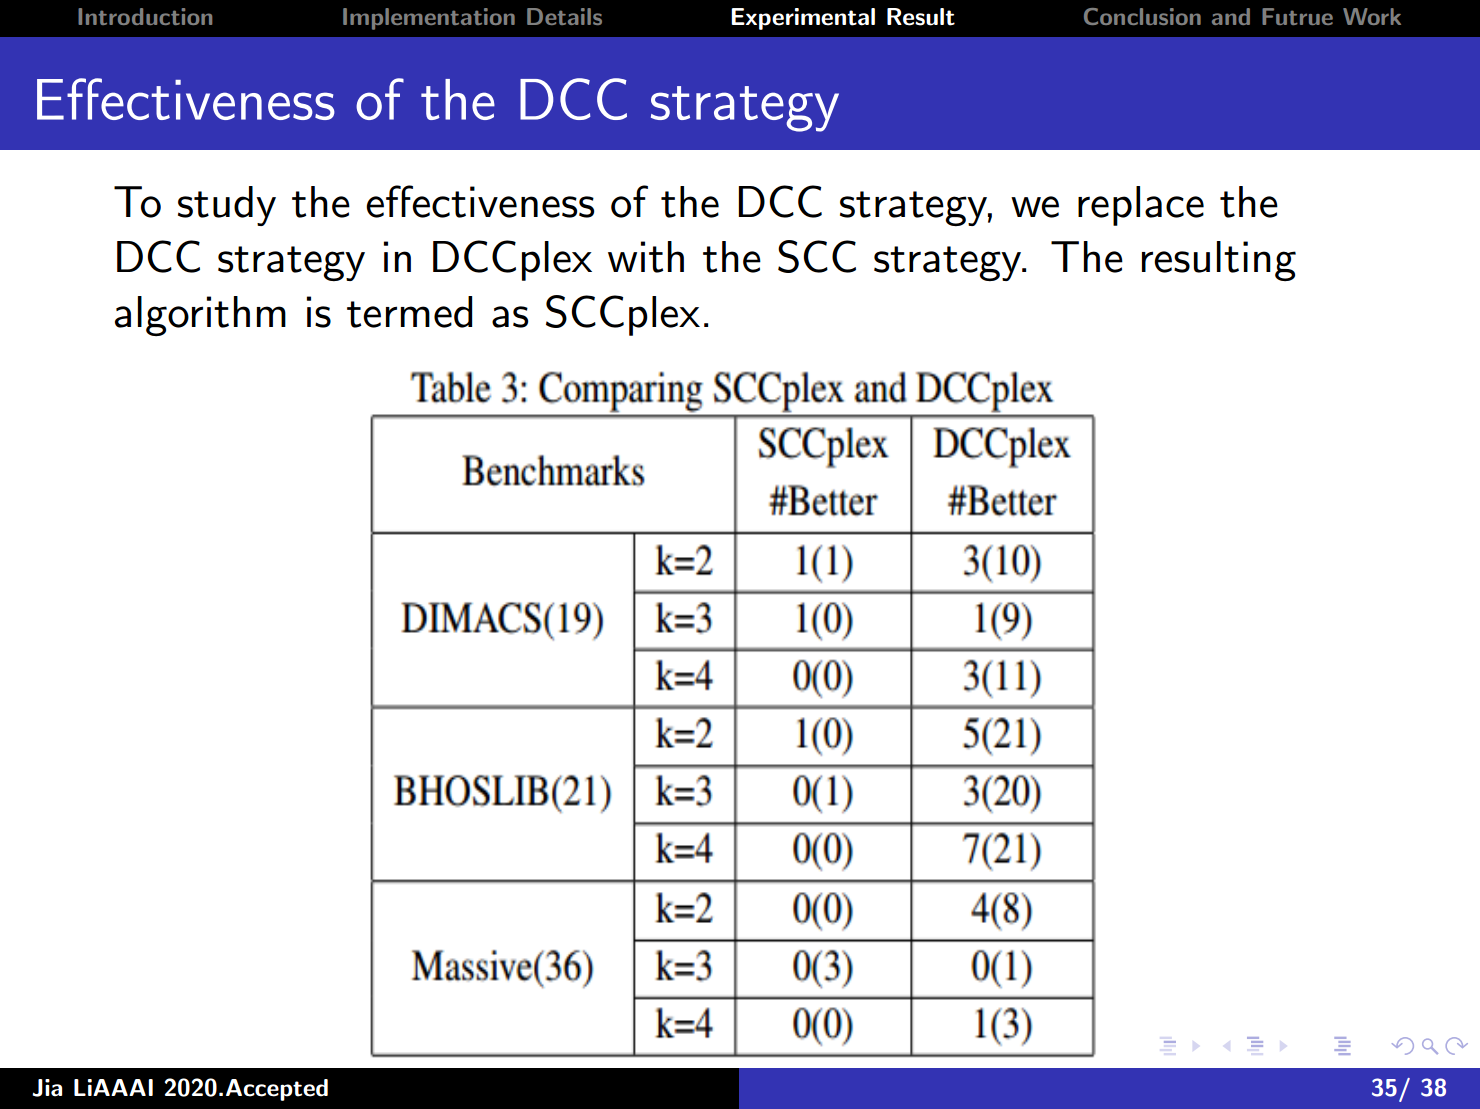 Introduction Implementation Details Experimental Result Conclusion and Futrue Work
Effectiveness of the DCC strategy
To study the effectiveness of the DCC strategy, we replace the
DCC strategy in DCCplex with the SCC strategy. The resulting
algorithm is termed as SCCplex.
Table 3: Comparing SCCplex and DCCplex
Benchmarks SCCplex #Better DCCplex #Better
DIMACS(19) k=2 1(1) 3(10)
k=3 1(0) 1(9)
k=4 0(0) 3(11)
BHOSLIB(21) k=2 1(0) 5(21)
k=3 0(1) 3(20)
k=4 0(0) 7(21)
Massive(36) k=2 0(0) 4(8)
k=3 0(3) 0(1)
k=4 0(0) 1(3)
Jia LiAAAI 2020.Accepted 35/ 38